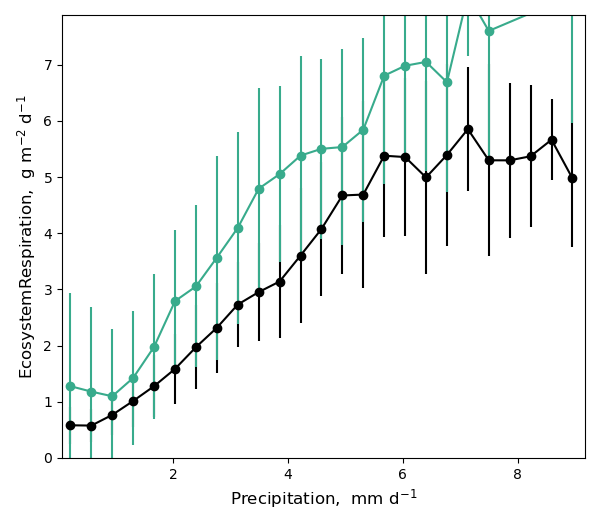 EcosystemRespiration, g m⁻² d⁻¹
7
6
5
4
3
2
1
0
2 4 6 8
Precipitation, mm d⁻¹